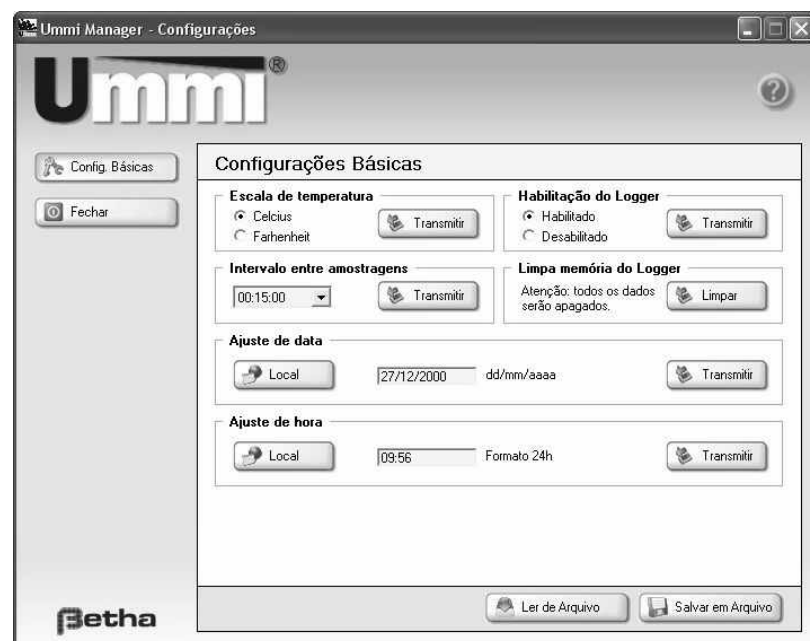 Ummi Manager - Configurações
Ummi®
Config. Básicas
Fechar
Configurações Básicas
Escala de temperatura
Celcius
Farhenheit
Transmitir
Habilitação do Logger
Habilitado
Desabilitado
Transmitir
Intervalo entre amostragens
00:15:00
Transmitir
Limpa memória do Logger
Atenção: todos os dados
serão apagados.
Limpar
Ajuste de data
Local
27/12/2000
dd/mm/aaaa
Transmitir
Ajuste de hora
Local
09:56
Formato 24h
Transmitir
Ler de Arquivo
Salvar em Arquivo
Betha